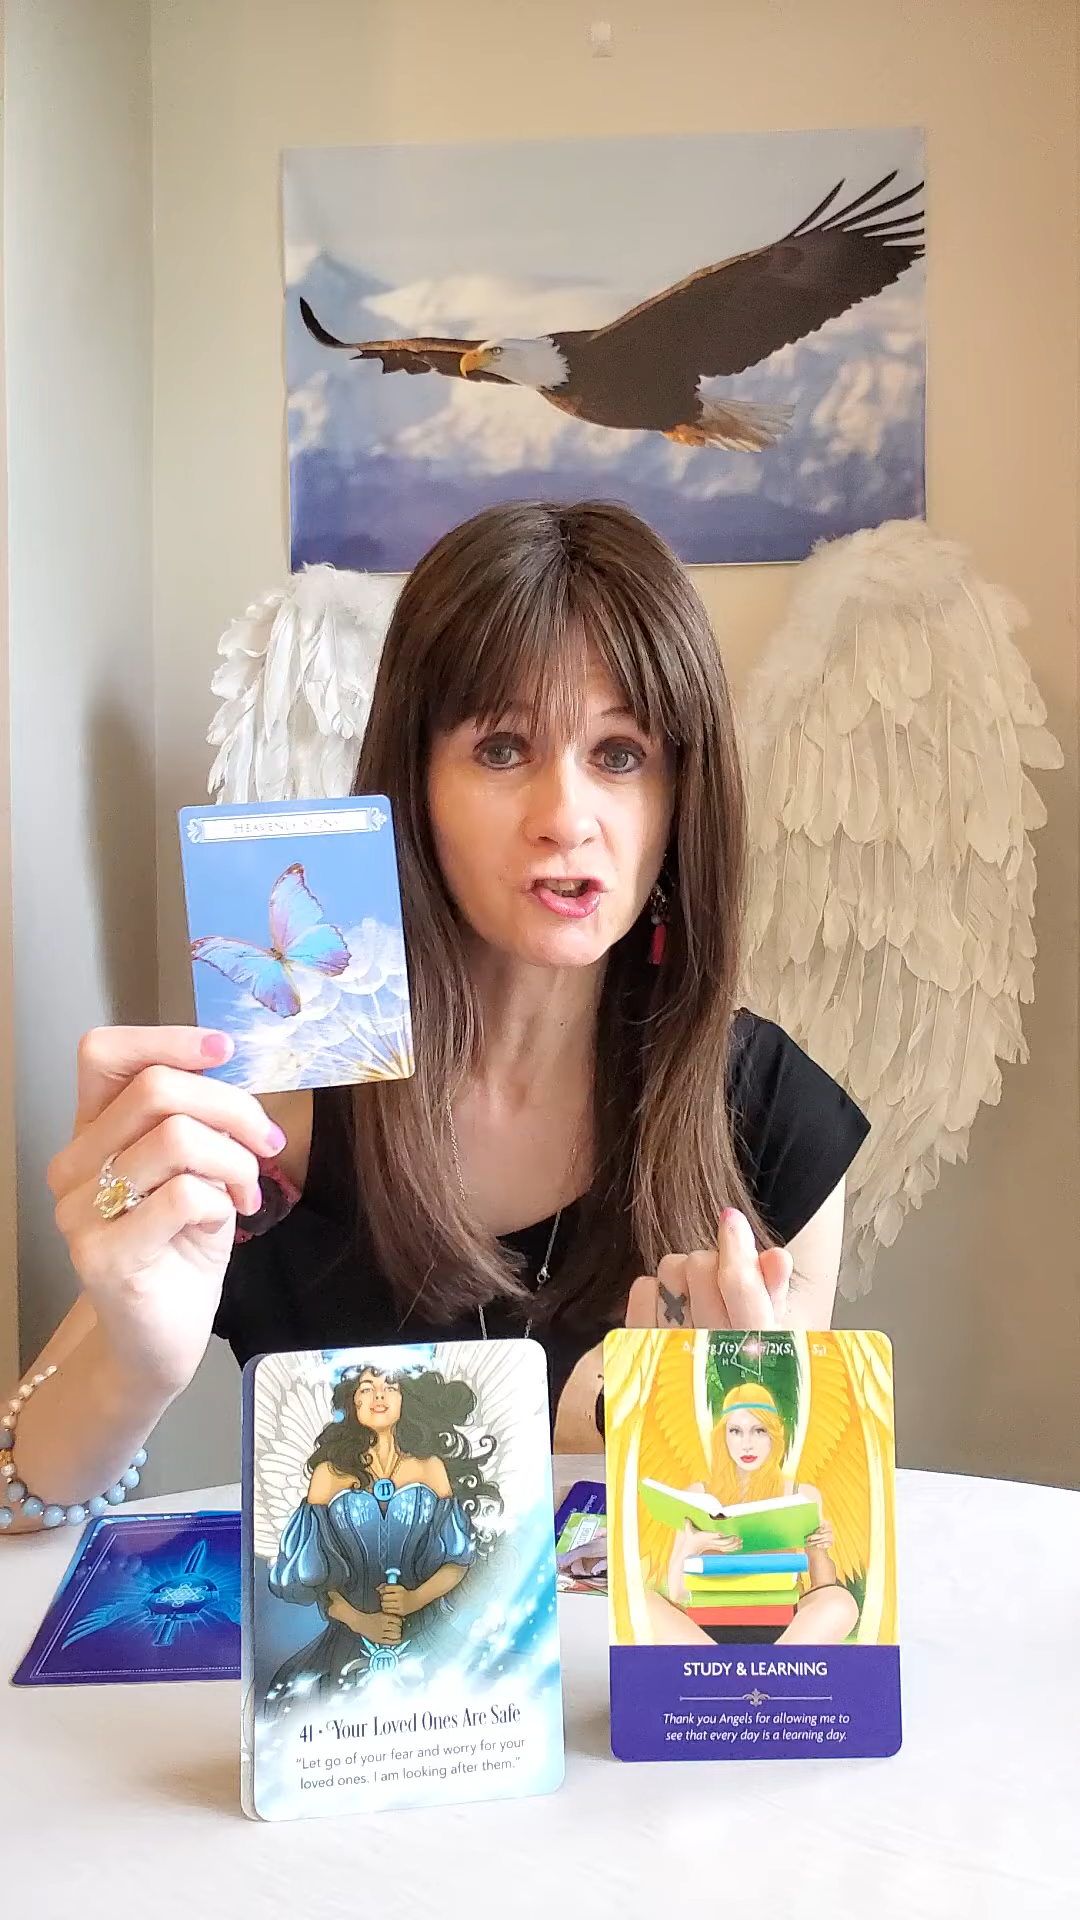 HEAVENLY SIGNS
41 • Your Loved Ones Are Safe
"Let go of your fear and worry for your
loved ones. I am looking after them."
STUDY & LEARNING
Thank you Angels for allowing me to
see that every day is a learning day.